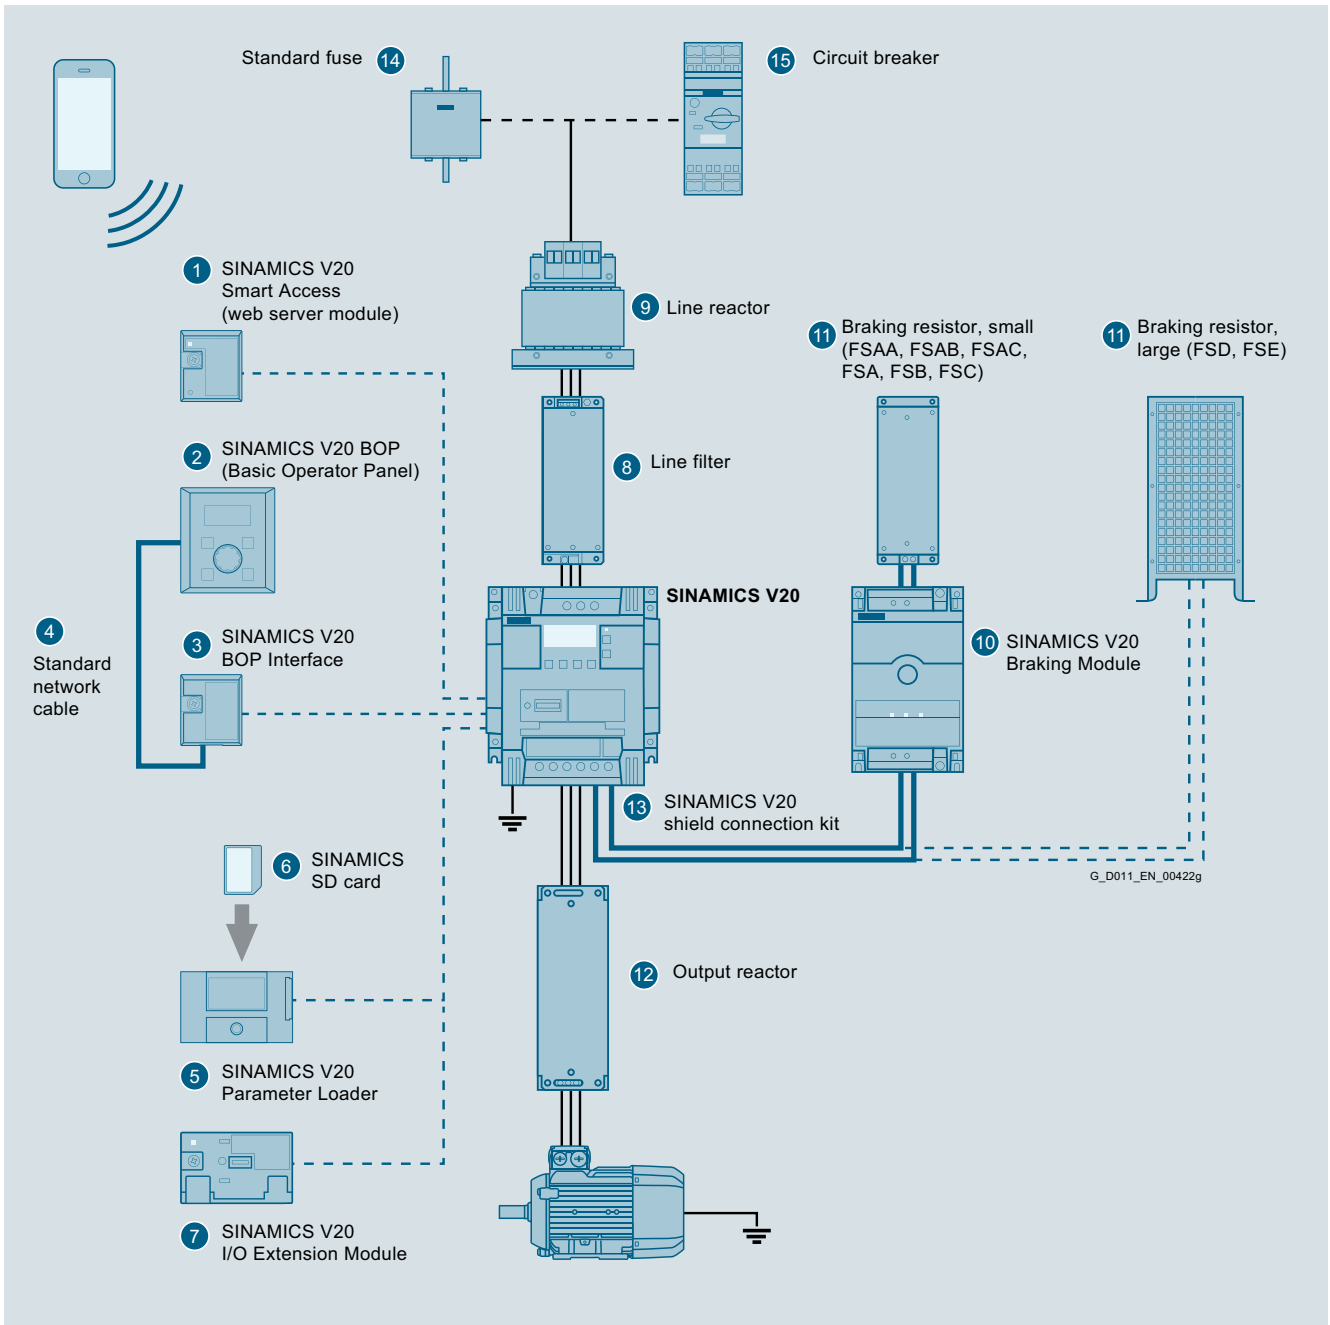 Standard fuse 14
15 Circuit breaker
1 SINAMICS V20
Smart Access
(web server module)
9 Line reactor
11 Braking resistor, small
(FSAA, FSAB, FSAC,
FSA, FSB, FSC)
11 Braking resistor,
large (FSD, FSE)
2 SINAMICS V20 BOP
(Basic Operator Panel)
8 Line filter
SINAMICS V20
4
Standard
network
cable
3 SINAMICS V20
BOP Interface
10 SINAMICS V20
Braking Module
13 SINAMICS V20
shield connection kit
6 SINAMICS
SD card
G_D011_EN_00422g
12 Output reactor
5 SINAMICS V20
Parameter Loader
7 SINAMICS V20
I/O Extension Module